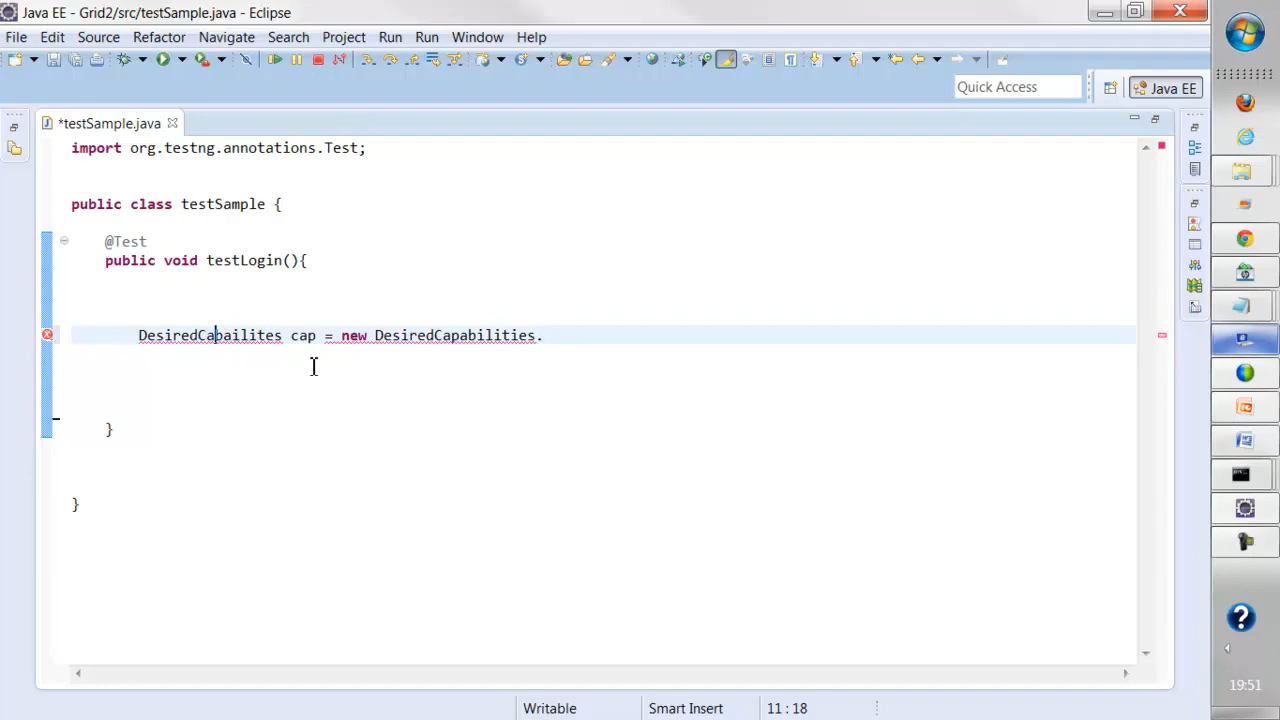 Java EE - Grid2/src/testSample.java - Eclipse
File Edit Source Refactor Navigate Search Project Run Run Window Help
Quick Access
Java EE
*testSample.java
import org.testng.annotations.Test;
public class testSample {
@Test
public void testLogin(){
DesiredCapailites cap = new DesiredCapabilities.
}
}
Writable Smart Insert 11 : 18
19:51